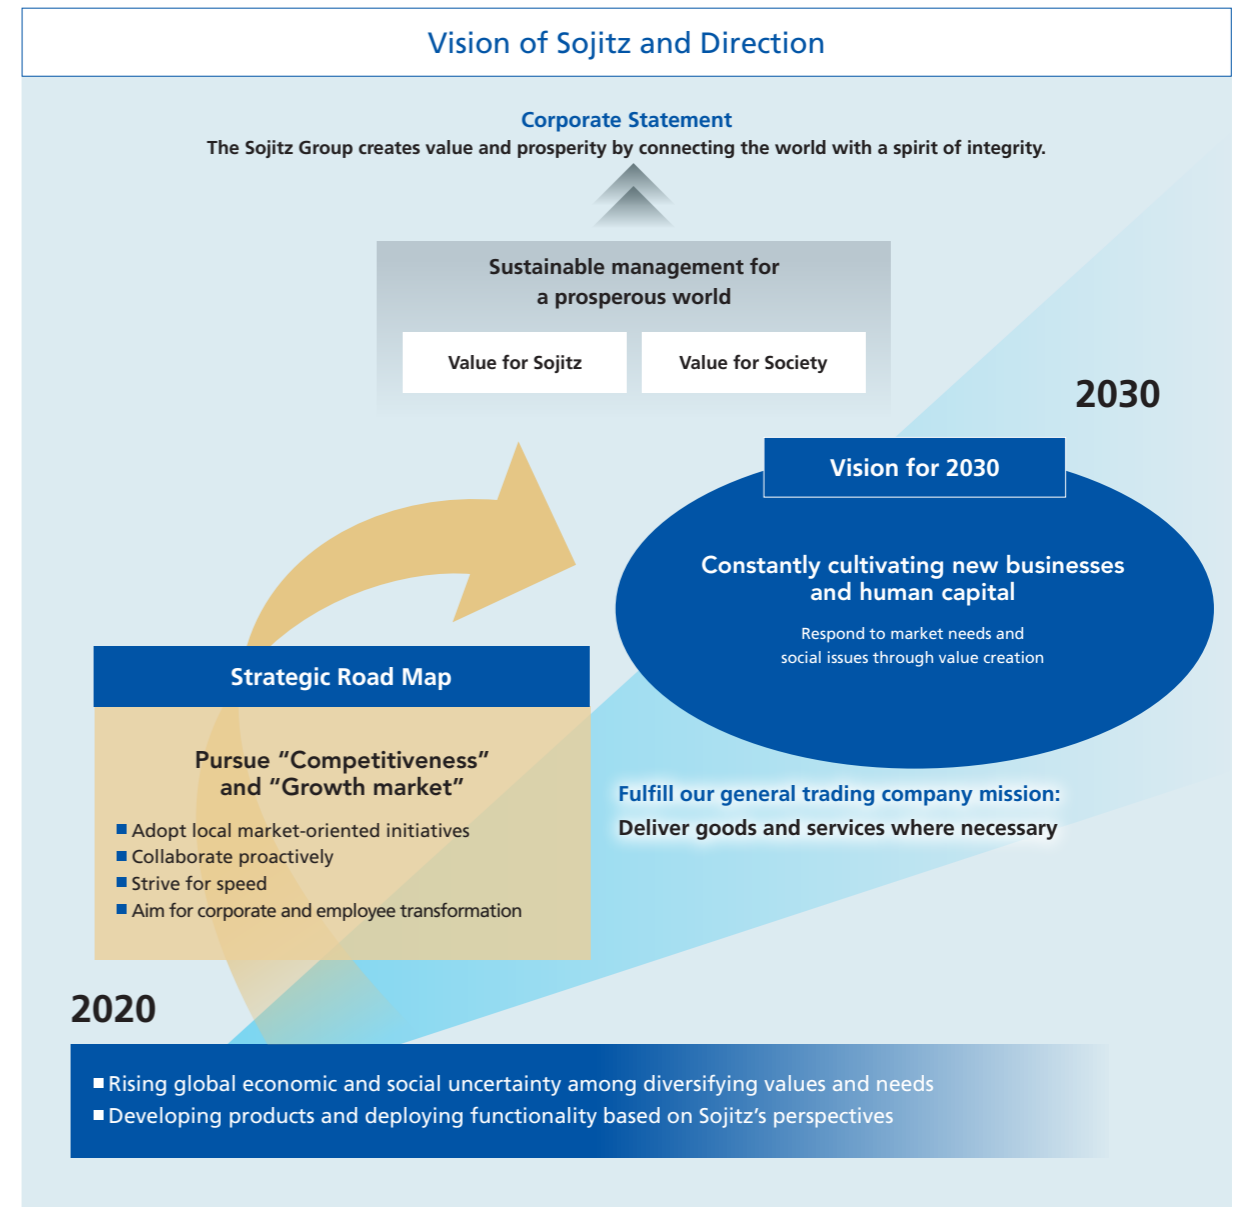 Vision of Sojitz and Direction
Corporate Statement
The Sojitz Group creates value and prosperity by connecting the world with a spirit of integrity.
Sustainable management for
a prosperous world
Value for Sojitz
Value for Society
2030
Vision for 2030
Constantly cultivating new businesses
and human capital
Respond to market needs and
social issues through value creation
Strategic Road Map
Pursue “Competitiveness”
and “Growth market”
■ Adopt local market-oriented initiatives
■ Collaborate proactively
■ Strive for speed
■ Aim for corporate and employee transformation
Fulfill our general trading company mission:
Deliver goods and services where necessary
2020
■ Rising global economic and social uncertainty among diversifying values and needs
■ Developing products and deploying functionality based on Sojitz’s perspectives